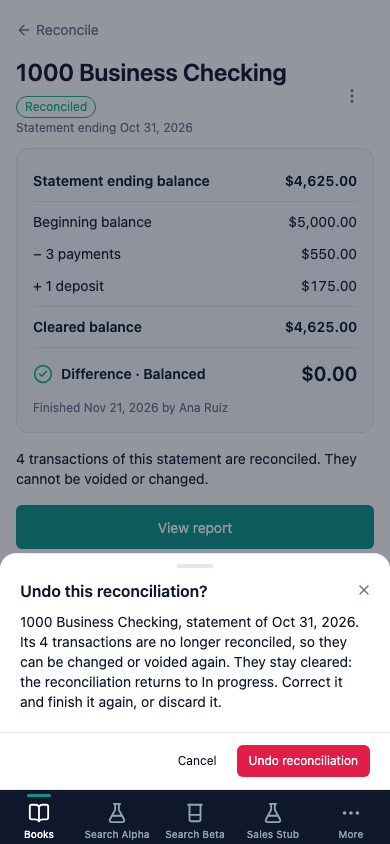 Reconcile
1000 Business Checking
Reconciled
Statement ending Oct 31, 2026
Statement ending balance $4,625.00
Beginning balance $5,000.00
− 3 payments $550.00
+ 1 deposit $175.00
Cleared balance $4,625.00
Difference · Balanced $0.00
Finished Nov 21, 2026 by Ana Ruiz
4 transactions of this statement are reconciled. They
cannot be voided or changed.
View report
Undo this reconciliation?
1000 Business Checking, statement of Oct 31, 2026.
Its 4 transactions are no longer reconciled, so they
can be changed or voided again. They stay cleared:
the reconciliation returns to In progress. Correct it
and finish it again, or discard it.
Cancel Undo reconciliation
Books Search Alpha Search Beta Sales Stub More